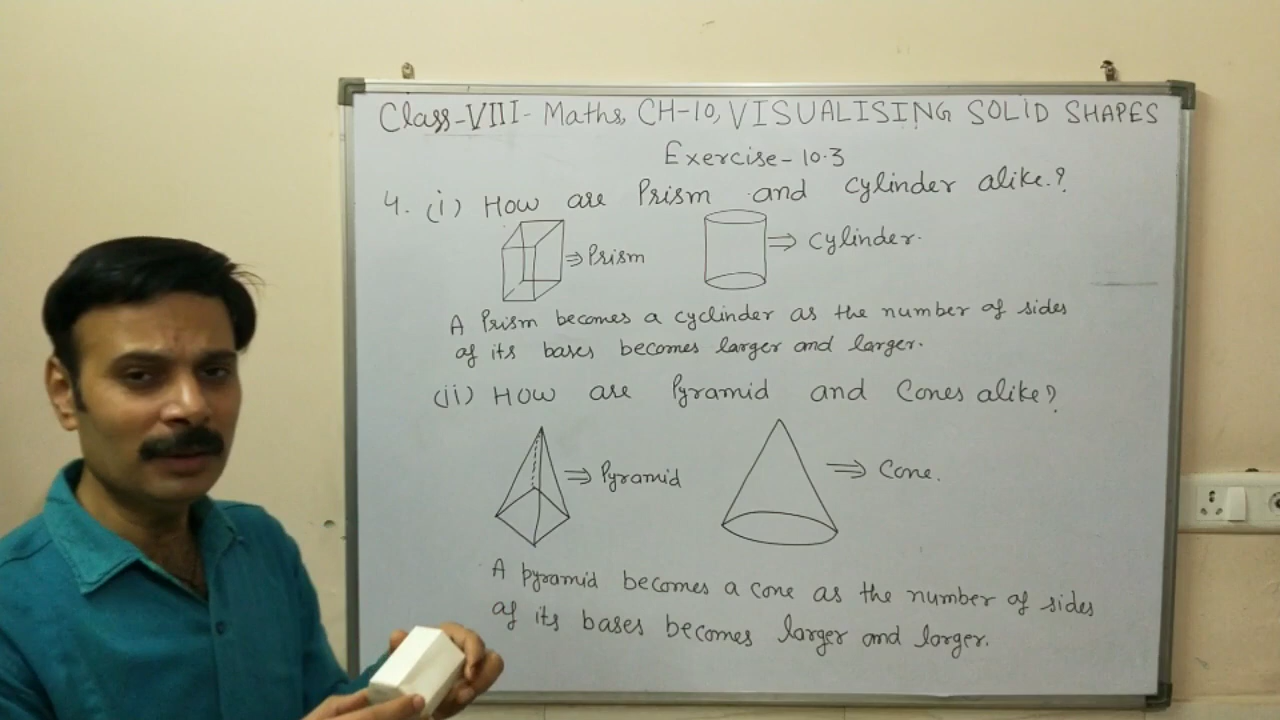 Class-VIII- Maths, CH-10, VISUALISING SOLID SHAPES
Exercise-10.3
4. (i) How are Prism and cylinder alike.?
⇒ Prism ⇒ cylinder.
A Prism becomes a cyclinder as the number of sides
of its bases becomes larger and larger.
(ii) How are Pyramid and Cones alike?
⇒ Pyramid ⇒ Cone.
A pyramid becomes a cone as the number of sides
of its bases becomes larger and larger.